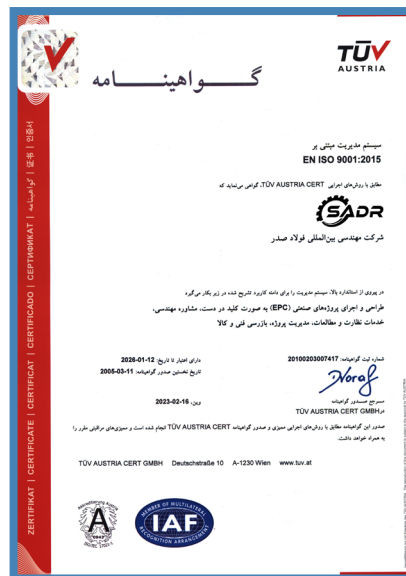 TÜV
AUSTRIA
گواهینامه
سیستم مدیریت مبتنی بر
EN ISO 9001:2015
مطابق با روش‌های اجرایی TÜV AUSTRIA CERT، گواهی می‌نماید که
SADR
شرکت مهندسی بین‌المللی فولاد صدر
در پیروی از استاندارد بالا، سیستم مدیریت را برای دامنه کاربرد تشریح شده در زیر بکار می‌گیرد
طراحی و اجرای پروژه‌های صنعتی (EPC) به صورت کلید در دست، مشاوره مهندسی،
خدمات نظارت و مطالعات، مدیریت پروژه، بازرسی فنی و کالا
شماره ثبت گواهینامه: 20100203007417
دارای اعتبار تا تاریخ: 2026-01-12
تاریخ نخستین صدور گواهینامه: 2005-03-11
مرجع صدور گواهینامه
وین، 2023-02-16
TÜV AUSTRIA CERT GMBH
صدور این گواهینامه مطابق با روش‌های اجرایی ممیزی و صدور گواهینامه TÜV AUSTRIA CERT انجام شده است و ممیزی‌های مراقبتی مقرر را
به همراه خواهد داشت.
TÜV AUSTRIA CERT GMBH Deutschstraße 10 A-1230 Wien www.tuv.at
IAF
MEMBER OF MULTILATERAL
RECOGNITION ARRANGEMENT
ZERTIFIKAT | CERTIFICATE | CERTIFICAT | CERTIFICADO | СЕРТИФИКАТ | گواهینامه | 证书 | 인증서